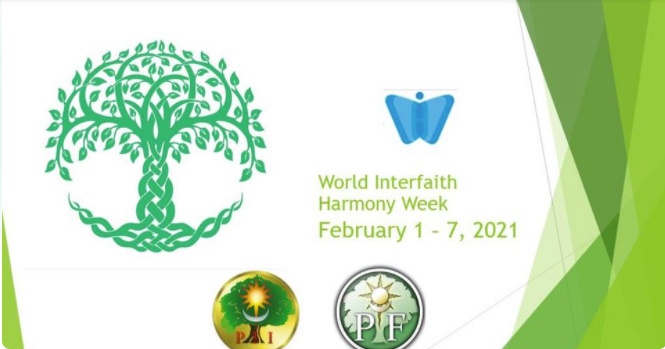 World Interfaith
Harmony Week
February 1 - 7, 2021
P I
P F